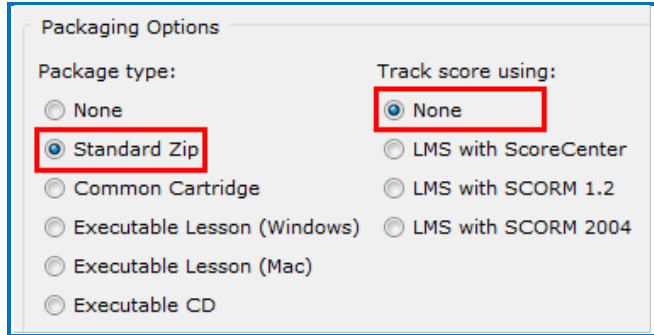 Packaging Options
Package type:
Track score using:
None
None
Standard Zip
LMS with ScoreCenter
Common Cartridge
LMS with SCORM 1.2
Executable Lesson (Windows)
LMS with SCORM 2004
Executable Lesson (Mac)
Executable CD